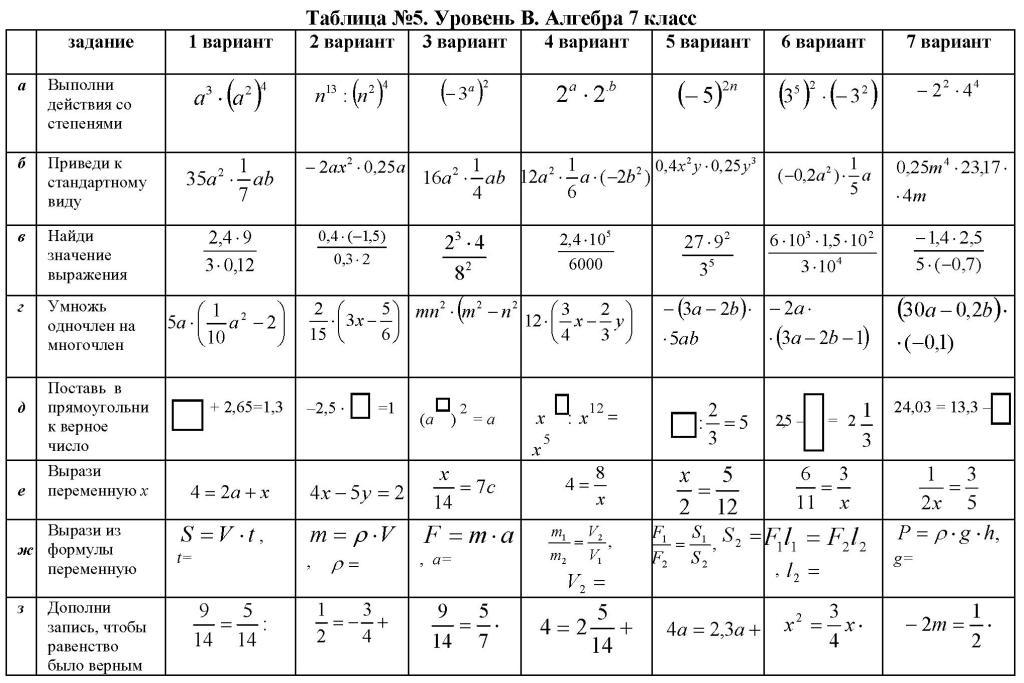 Таблица №5. Уровень В. Алгебра 7 класс
задание 1 вариант 2 вариант 3 вариант 4 вариант 5 вариант 6 вариант 7 вариант
а Выполни действия со степенями a³ · (a²)⁴ n¹³ : (n²)⁴ (−3ᵃ)² 2ᵃ · 2ᵇ (−5)²ⁿ (3⁵)² · (−3²) −2² · 4⁴
б Приведи к стандартному виду 35a² · 1/7 ab −2ax² · 0,25a 16a² · 1/4 ab 12a² · 1/6 a · (−2b²) 0,4x²y · 0,25y³ (−0,2a²) · 1/5 a 0,25m⁴ · 23,17 · · 4m
в Найди значение выражения (2,4 · 9)/(3 · 0,12) (0,4 · (−1,5))/(0,3 · 2) (2³ · 4)/8² (2,4 · 10⁵)/6000 (27 · 9²)/3⁵ (6 · 10³ · 1,5 · 10²)/(3 · 10⁴) (−1,4 · 2,5)/(5 · (−0,7))
г Умножь одночлен на многочлен 5a · (1/10 a² − 2) 2/15 · (3x − 5/6) mn² · (m² − n² 12 · (3/4 x − 2/3 y) −(3a − 2b) · · 5ab −2a · · (3a − 2b − 1) (30a − 0,2b) · · (−0,1)
д Поставь в прямоугольни к верное число □ + 2,65=1,3 −2,5 · □ =1 (a^□)² = a x^□ : x¹² = x⁵ □ : 2/3 = 5 2,5 − □ = 2 1/3 24,03 = 13,3 −□
е Вырази переменную x 4 = 2a + x 4x − 5y = 2 x/14 = 7c 4 = 8/x x/2 = 5/12 6/11 = 3/x 1/2x = 3/5
ж Вырази из формулы переменную S = V · t , t= m = ρ · V , ρ = F = m · a , a= m₁/m₂ = V₂/V₁, V₂ = F₁/F₂ = S₁/S₂, S₂ = F₁l₁ = F₂l₂ , l₂ = P = ρ · g · h, g=
з Дополни запись, чтобы равенство было верным 9/14 = 5/14 : 1/2 = −3/4 + 9/14 = 5/7 · 4 = 2 5/14 + 4a = 2,3a + x² = 3/4 x · −2m = 1/2 ·